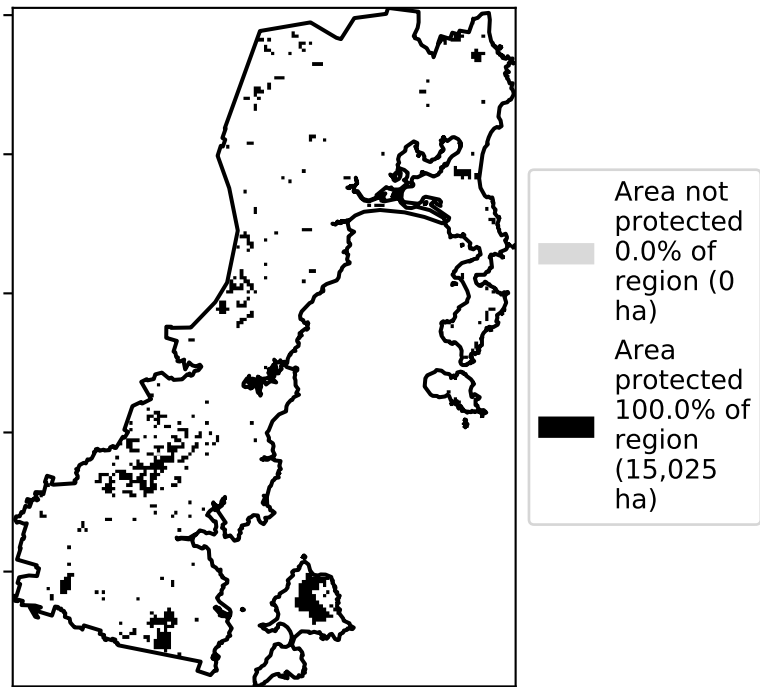 Area not
protected
0.0% of
region (0
ha)
Area
protected
100.0% of
region
(15,025
ha)